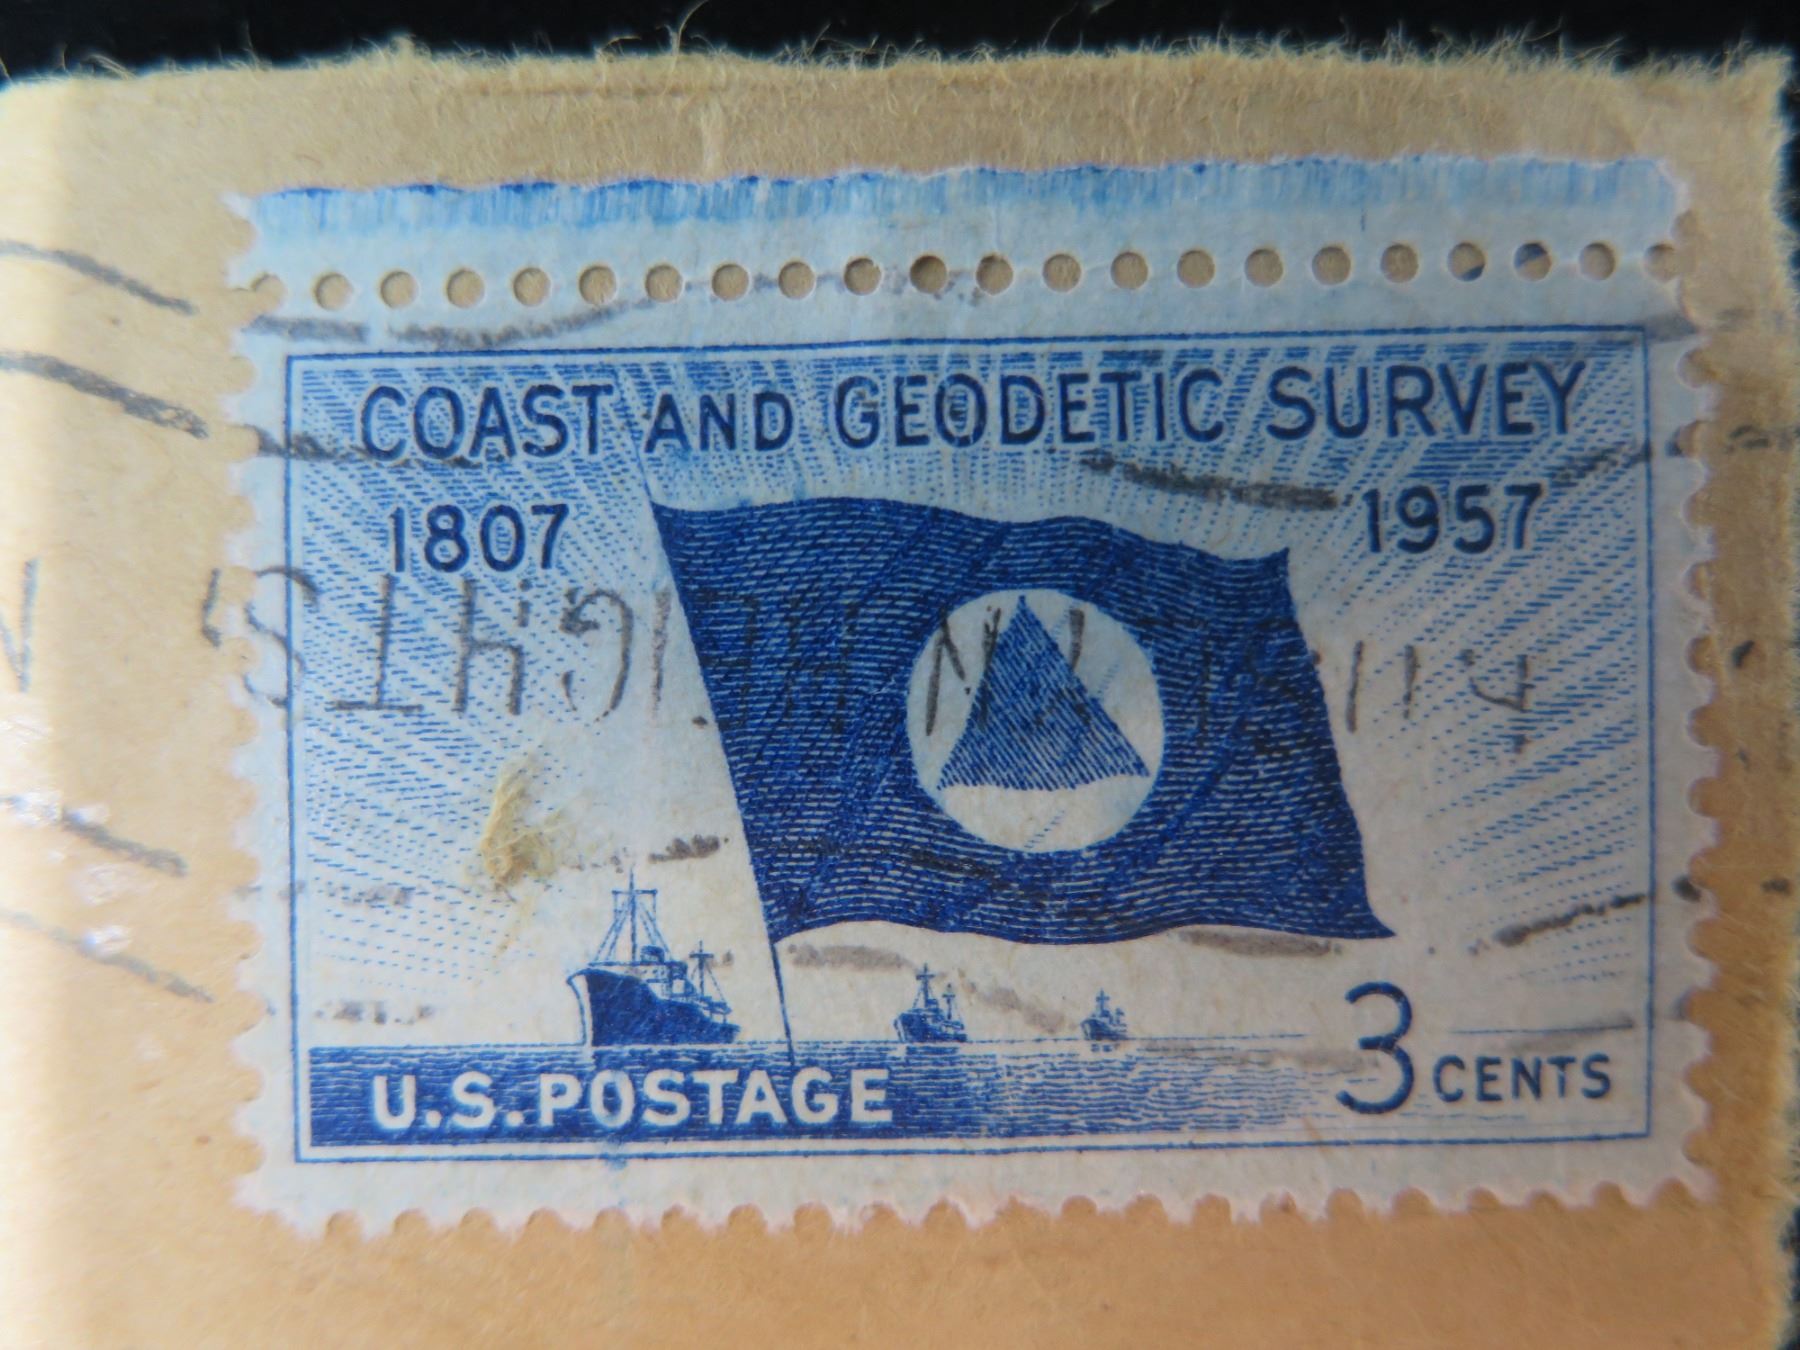 COAST AND GEODETIC SURVEY
1807 1957
U.S. POSTAGE 3 CENTS